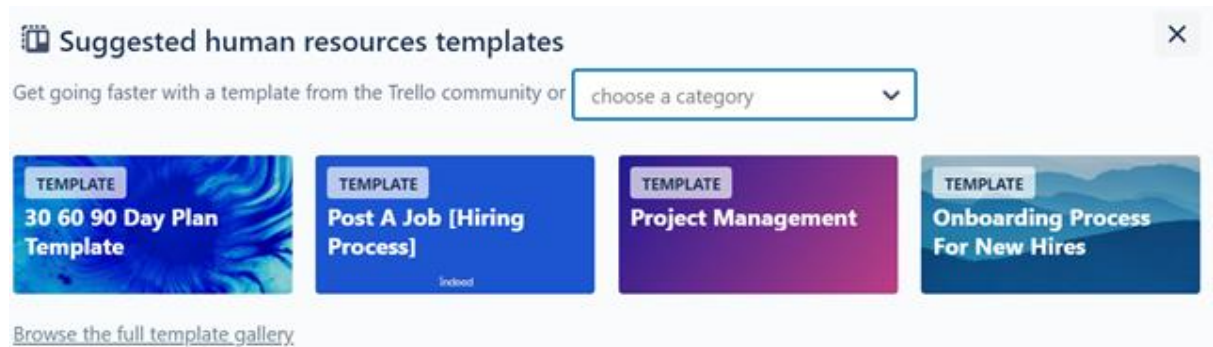 Suggested human resources templates
Get going faster with a template from the Trello community or choose a category
TEMPLATE
30 60 90 Day Plan
Template
TEMPLATE
Post A Job [Hiring
Process]
indeed
TEMPLATE
Project Management
TEMPLATE
Onboarding Process
For New Hires
Browse the full template gallery